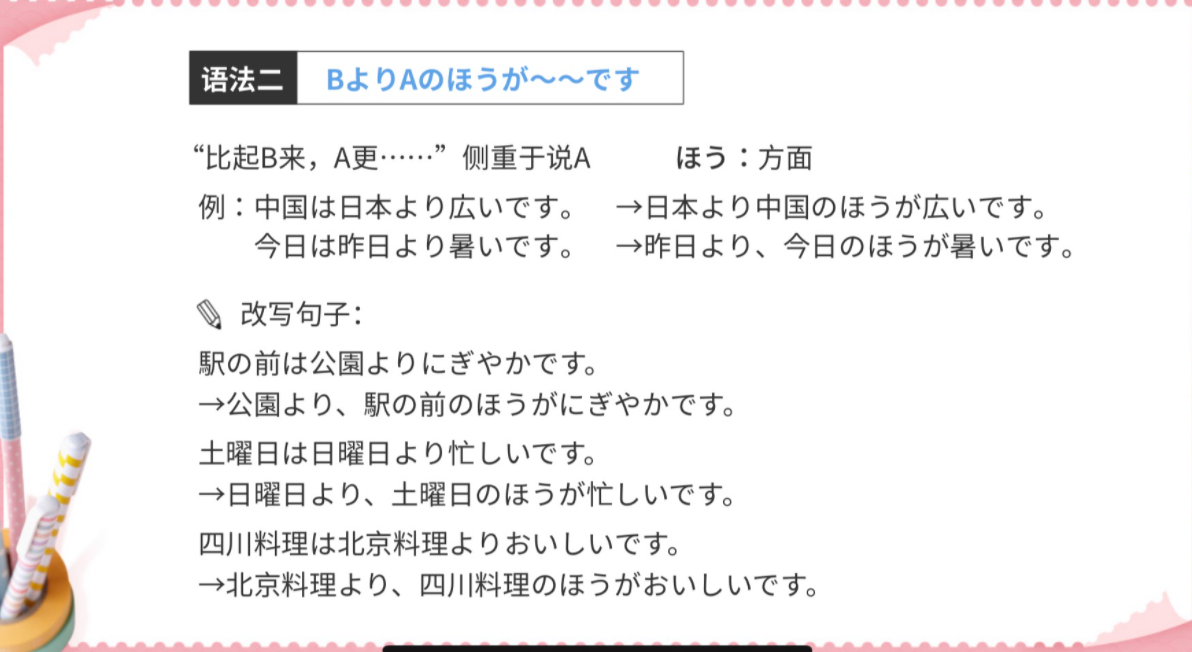 语法二 BよりAのほうが～～です
“比起B来，A更……”侧重于说A ほう：方面
例：中国は日本より広いです。 →日本より中国のほうが広いです。
今日は昨日より暑いです。 →昨日より、今日のほうが暑いです。
改写句子：
駅の前は公園よりにぎやかです。
→公園より、駅の前のほうがにぎやかです。
土曜日は日曜日より忙しいです。
→日曜日より、土曜日のほうが忙しいです。
四川料理は北京料理よりおいしいです。
→北京料理より、四川料理のほうがおいしいです。